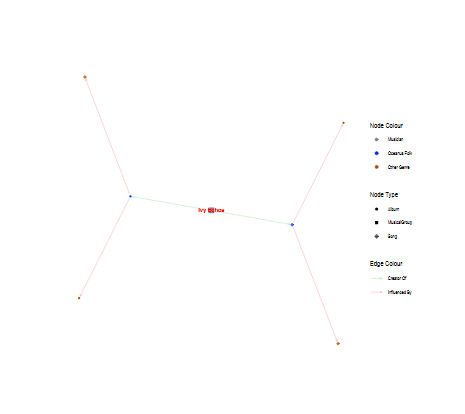 Ivy Echos
Node Colour
Musician
Oceanus Folk
Other Genre
Node Type
Album
MusicalGroup
Song
Edge Colour
Creator Of
Influenced By